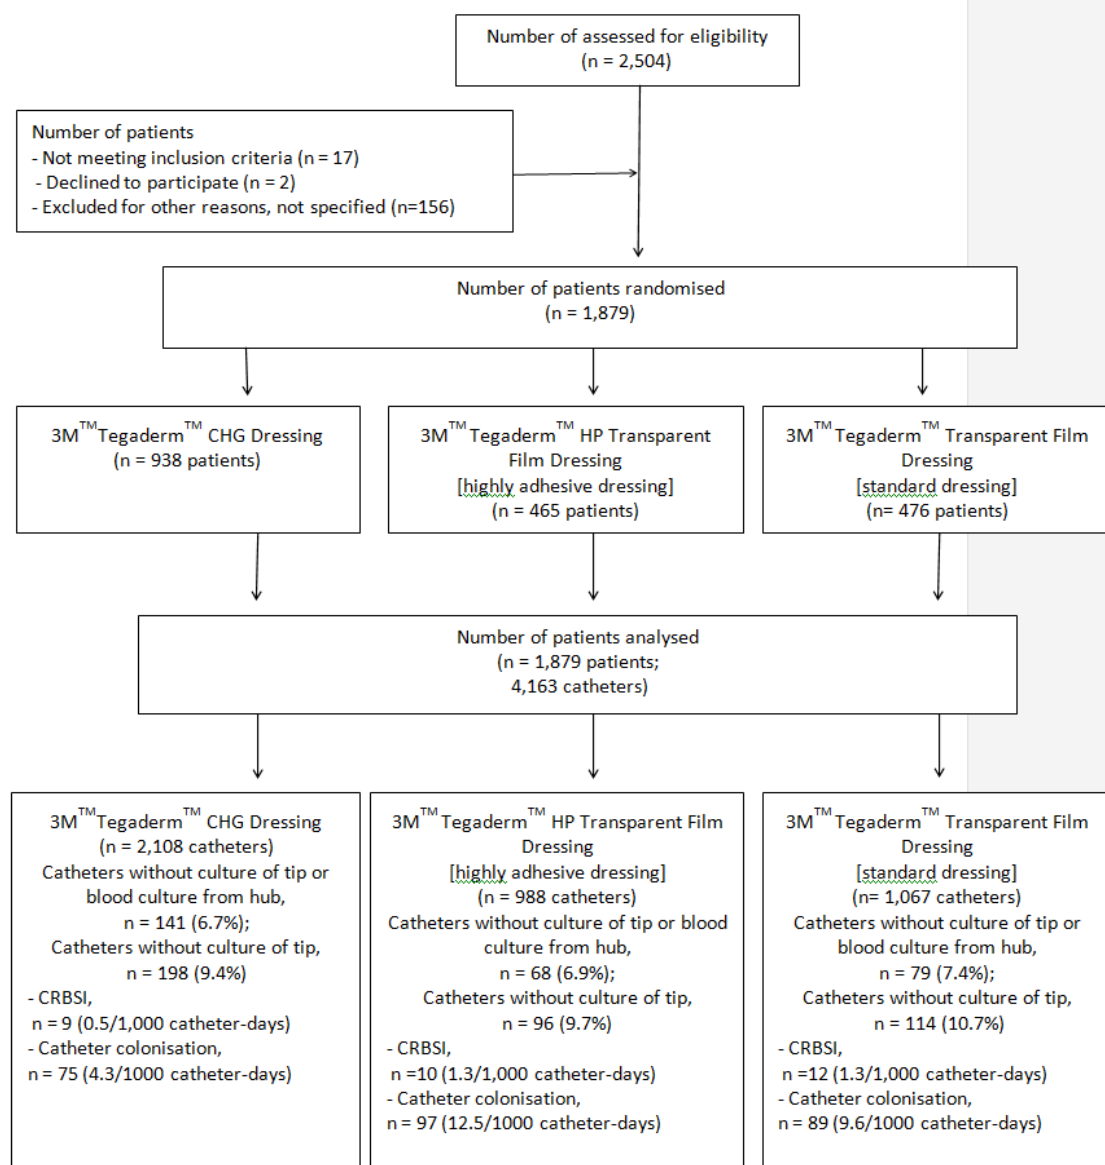 Number of assessed for eligibility
(n = 2,504)
Number of patients
- Not meeting inclusion criteria (n = 17)
- Declined to participate (n = 2)
- Excluded for other reasons, not specified (n=156)
Number of patients randomised
(n = 1,879)
3M™Tegaderm™ CHG Dressing
(n = 938 patients)
3M™ Tegaderm™ HP Transparent
Film Dressing
[highly adhesive dressing]
(n = 465 patients)
3M™ Tegaderm™ Transparent Film
Dressing
[standard dressing]
(n= 476 patients)
Number of patients analysed
(n = 1,879 patients;
4,163 catheters)
3M™Tegaderm™ CHG Dressing
(n = 2,108 catheters)
Catheters without culture of tip or
blood culture from hub,
n = 141 (6.7%);
Catheters without culture of tip,
n = 198 (9.4%)
- CRBSI,
n = 9 (0.5/1,000 catheter-days)
- Catheter colonisation,
n = 75 (4.3/1000 catheter-days)
3M™ Tegaderm™ HP Transparent Film
Dressing
[highly adhesive dressing]
(n = 988 catheters)
Catheters without culture of tip or blood
culture from hub,
n = 68 (6.9%);
Catheters without culture of tip,
n = 96 (9.7%)
- CRBSI,
n =10 (1.3/1,000 catheter-days)
- Catheter colonisation,
n = 97 (12.5/1000 catheter-days)
3M™ Tegaderm™ Transparent Film
Dressing
[standard dressing]
(n= 1,067 catheters)
Catheters without culture of tip or
blood culture from hub,
n = 79 (7.4%);
Catheters without culture of tip,
n = 114 (10.7%)
- CRBSI,
n =12 (1.3/1,000 catheter-days)
- Catheter colonisation,
n = 89 (9.6/1000 catheter-days)